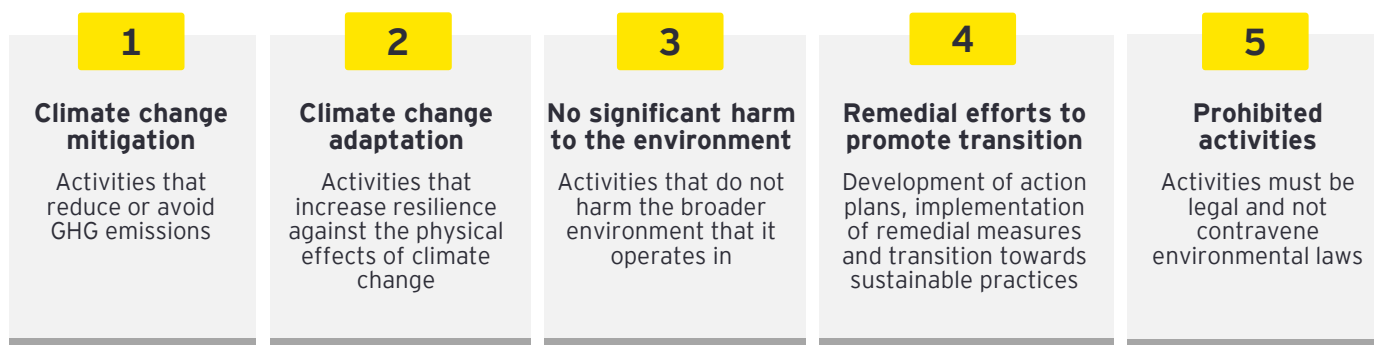 1
Climate change
mitigation
Activities that
reduce or avoid
GHG emissions
2
Climate change
adaptation
Activities that
increase resilience
against the physical
effects of climate
change
3
No significant harm
to the environment
Activities that do not
harm the broader
environment that it
operates in
4
Remedial efforts to
promote transition
Development of action
plans, implementation
of remedial measures
and transition towards
sustainable practices
5
Prohibited
activities
Activities must be
legal and not
contravene
environmental laws